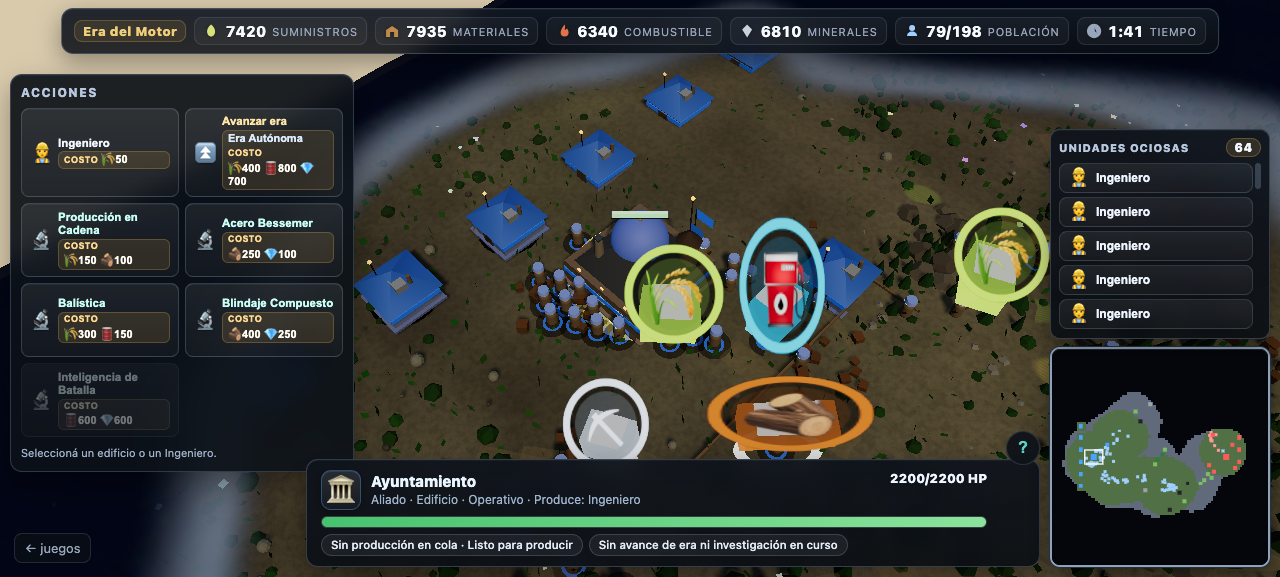 Era del Motor
7420 SUMINISTROS
7935 MATERIALES
6340 COMBUSTIBLE
6810 MINERALES
79/198 POBLACIÓN
1:41 TIEMPO
ACCIONES
Ingeniero
COSTO 50
Avanzar era
Era Autónoma
COSTO
400 800
700
Producción en
Cadena
COSTO
150 100
Acero Bessemer
COSTO
250 100
Balística
COSTO
300 150
Blindaje Compuesto
COSTO
400 250
Inteligencia de
Batalla
COSTO
600 600
Seleccioná un edificio o un Ingeniero.
UNIDADES OCIOSAS 64
Ingeniero
Ingeniero
Ingeniero
Ingeniero
Ingeniero
?
Ayuntamiento
2200/2200 HP
Aliado · Edificio · Operativo · Produce: Ingeniero
Sin producción en cola · Listo para producir
Sin avance de era ni investigación en curso
← juegos